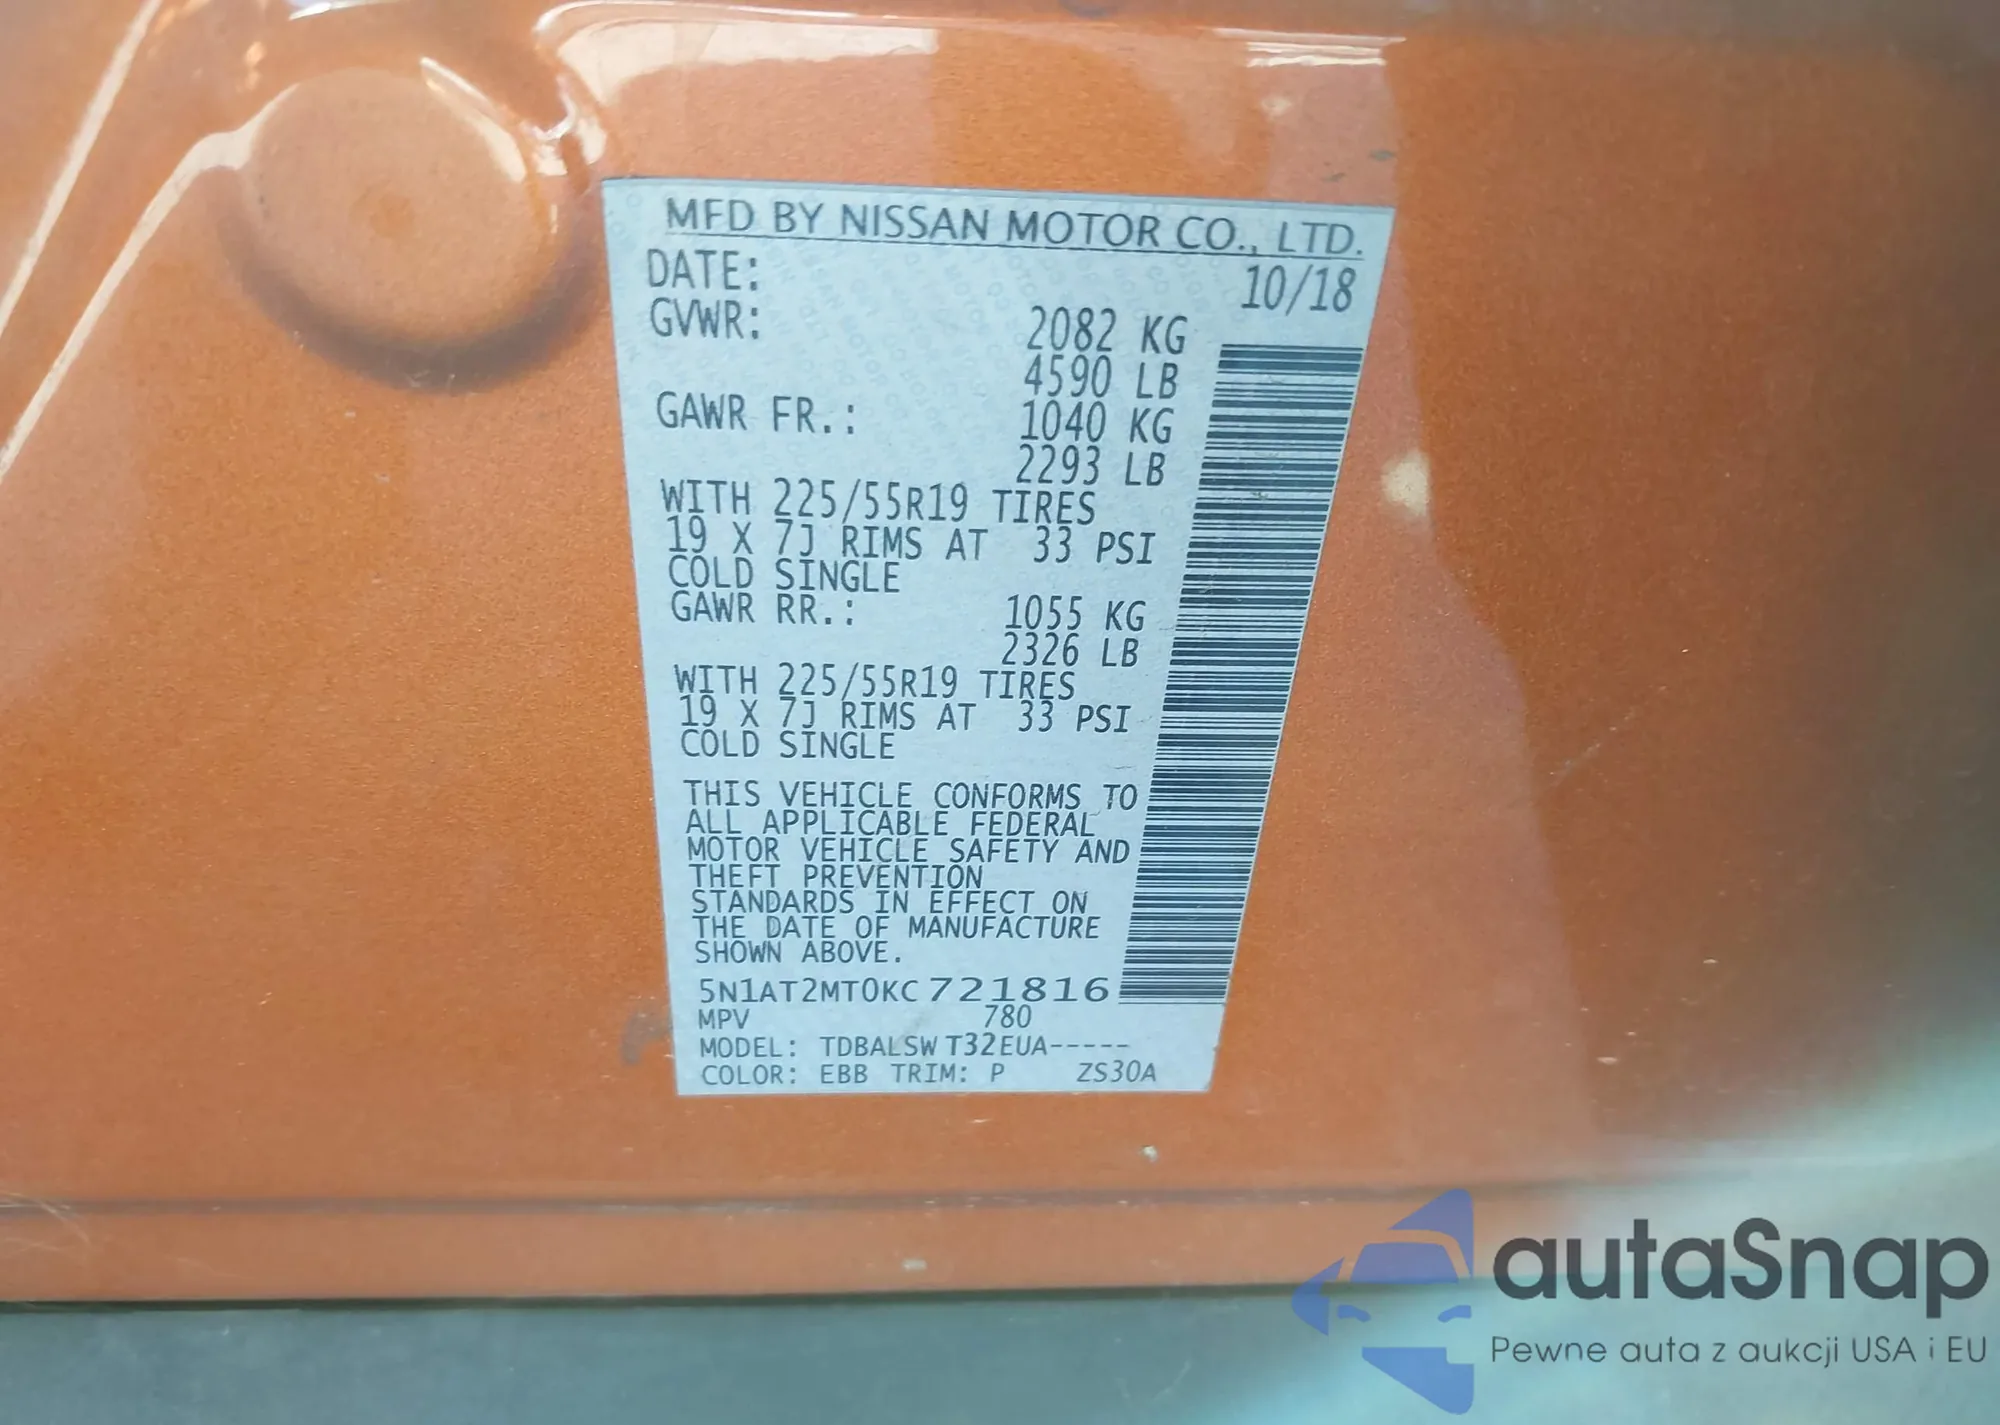 MFD BY NISSAN MOTOR CO., LTD.
DATE: 10/18
GVWR: 2082 KG
4590 LB
GAWR FR.: 1040 KG
2293 LB
WITH 225/55R19 TIRES
19 X 7J RIMS AT 33 PSI
COLD SINGLE
GAWR RR.: 1055 KG
2326 LB
WITH 225/55R19 TIRES
19 X 7J RIMS AT 33 PSI
COLD SINGLE
THIS VEHICLE CONFORMS TO
ALL APPLICABLE FEDERAL
MOTOR VEHICLE SAFETY AND
THEFT PREVENTION
STANDARDS IN EFFECT ON
THE DATE OF MANUFACTURE
SHOWN ABOVE.
5N1AT2MT0KC721816
MPV 780
MODEL: TDBALSW T32EUA-----
COLOR: EBB TRIM: P ZS30A
autaSnap
Pewne auta z aukcji USA i EU